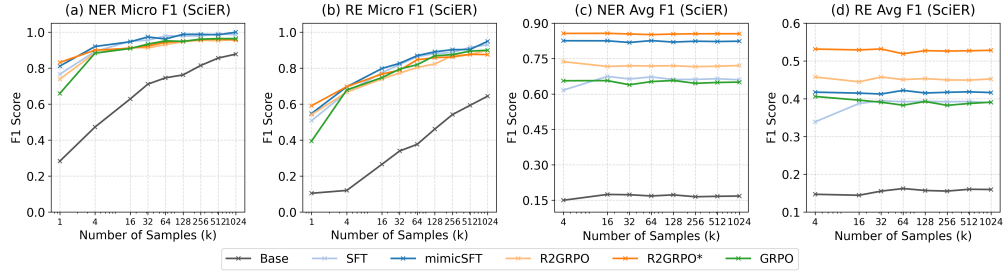 (a) NER Micro F1 (SciER)
F1 Score
1.0
0.8
0.6
0.4
0.2
0.0
1 4 16 32 64 128 256 512 1024
Number of Samples (k)
(b) RE Micro F1 (SciER)
F1 Score
1.0
0.8
0.6
0.4
0.2
0.0
1 4 16 32 64 128 256 512 1024
Number of Samples (k)
(c) NER Avg F1 (SciER)
F1 Score
0.90
0.75
0.60
0.45
0.30
0.15
4 16 32 64 128 256 512 1024
Number of Samples (k)
(d) RE Avg F1 (SciER)
F1 Score
0.6
0.5
0.4
0.3
0.2
0.1
4 16 32 64 128 256 512 1024
Number of Samples (k)
Base SFT mimicSFT R2GRPO R2GRPO* GRPO